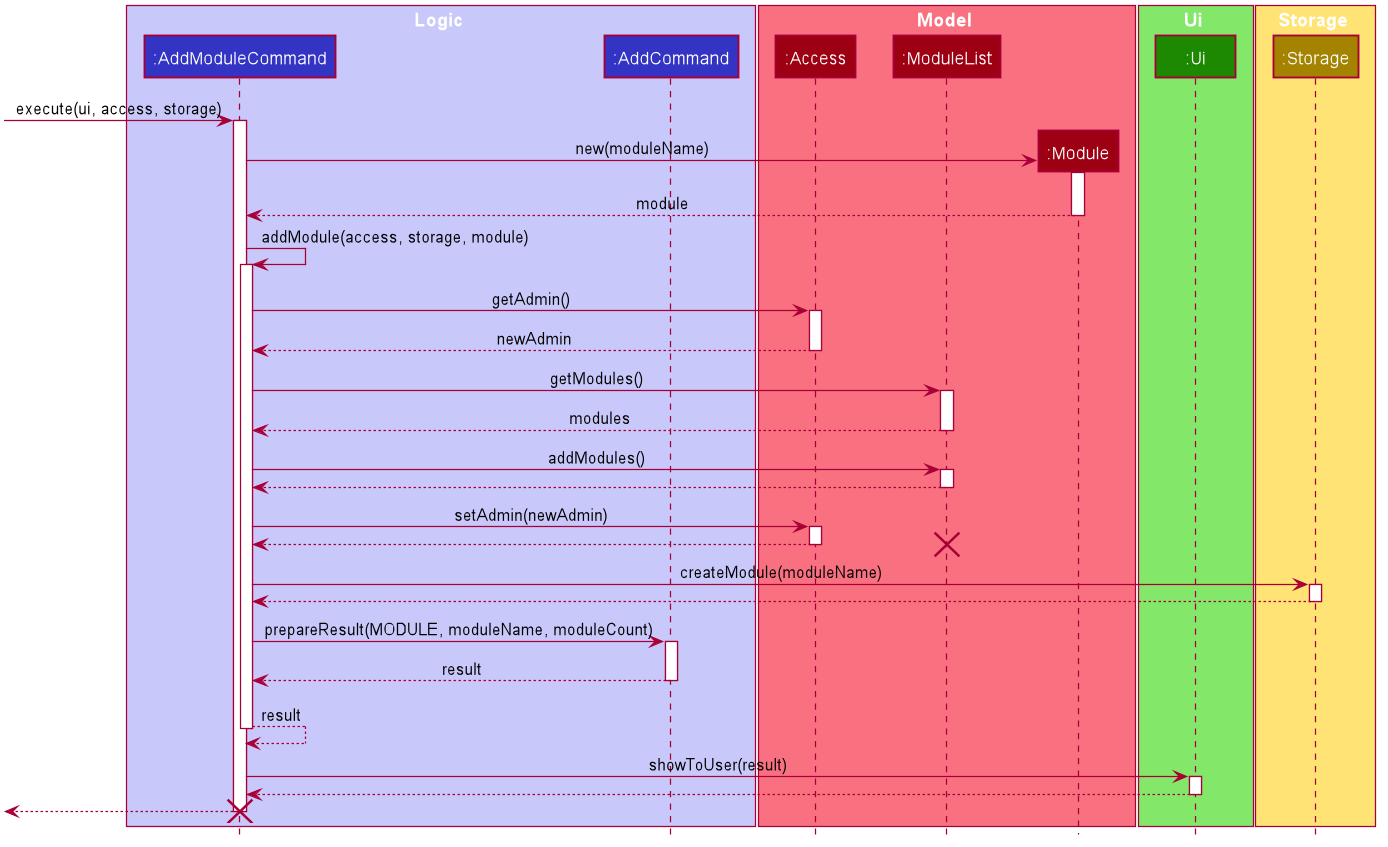 Logic
Model
Ui
Storage
:AddModuleCommand
:AddCommand
:Access
:ModuleList
:Ui
:Storage
execute(ui, access, storage)
new(moduleName)
:Module
module
addModule(access, storage, module)
getAdmin()
newAdmin
getModules()
modules
addModules()
setAdmin(newAdmin)
createModule(moduleName)
prepareResult(MODULE, moduleName, moduleCount)
result
result
showToUser(result)